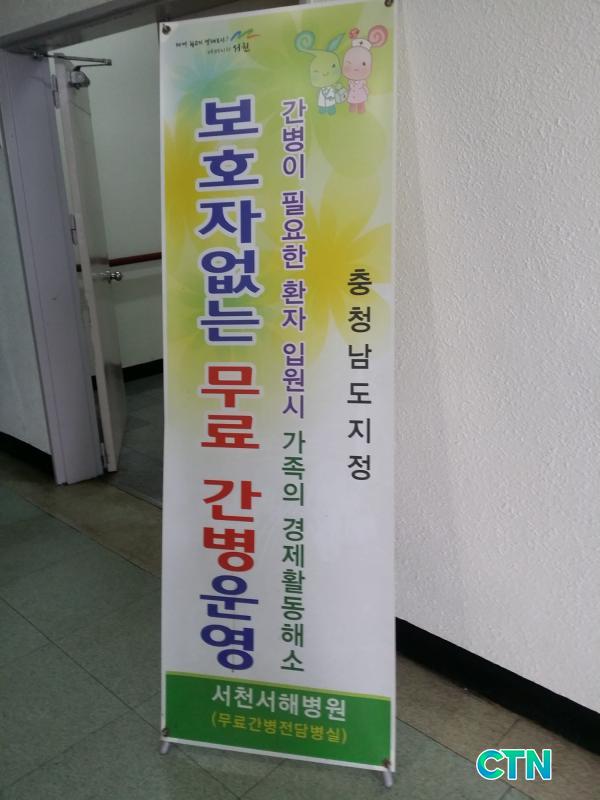 서천
충청남도지정
간병이 필요한 환자 입원시 가족의 경제활동해소
보호자없는 무료 간병운영
서천서해병원
(무료간병전담병실)
CTN